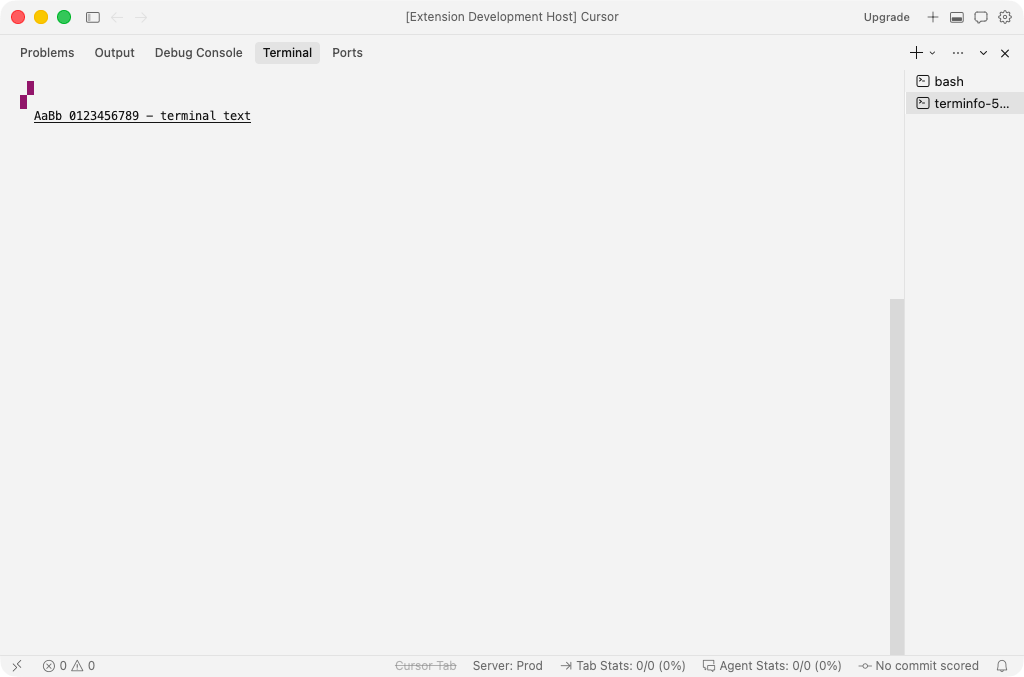 [Extension Development Host] Cursor
Upgrade
Problems Output Debug Console Terminal Ports
bash
terminfo-5...
AaBb 0123456789 – terminal text
0 0 Cursor Tab Server: Prod Tab Stats: 0/0 (0%) Agent Stats: 0/0 (0%) No commit scored